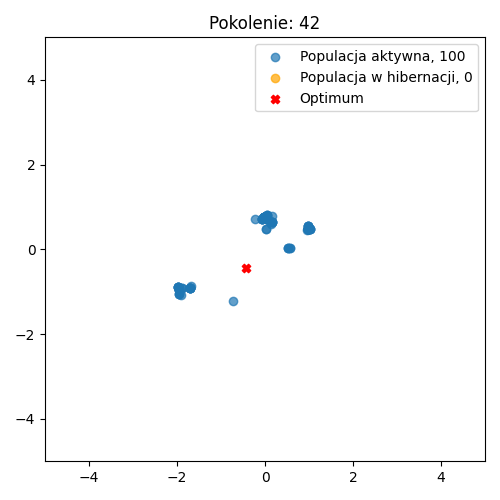 Pokolenie: 42
Populacja aktywna, 100
Populacja w hibernacji, 0
Optimum
4
2
0
−2
−4
−4 −2 0 2 4